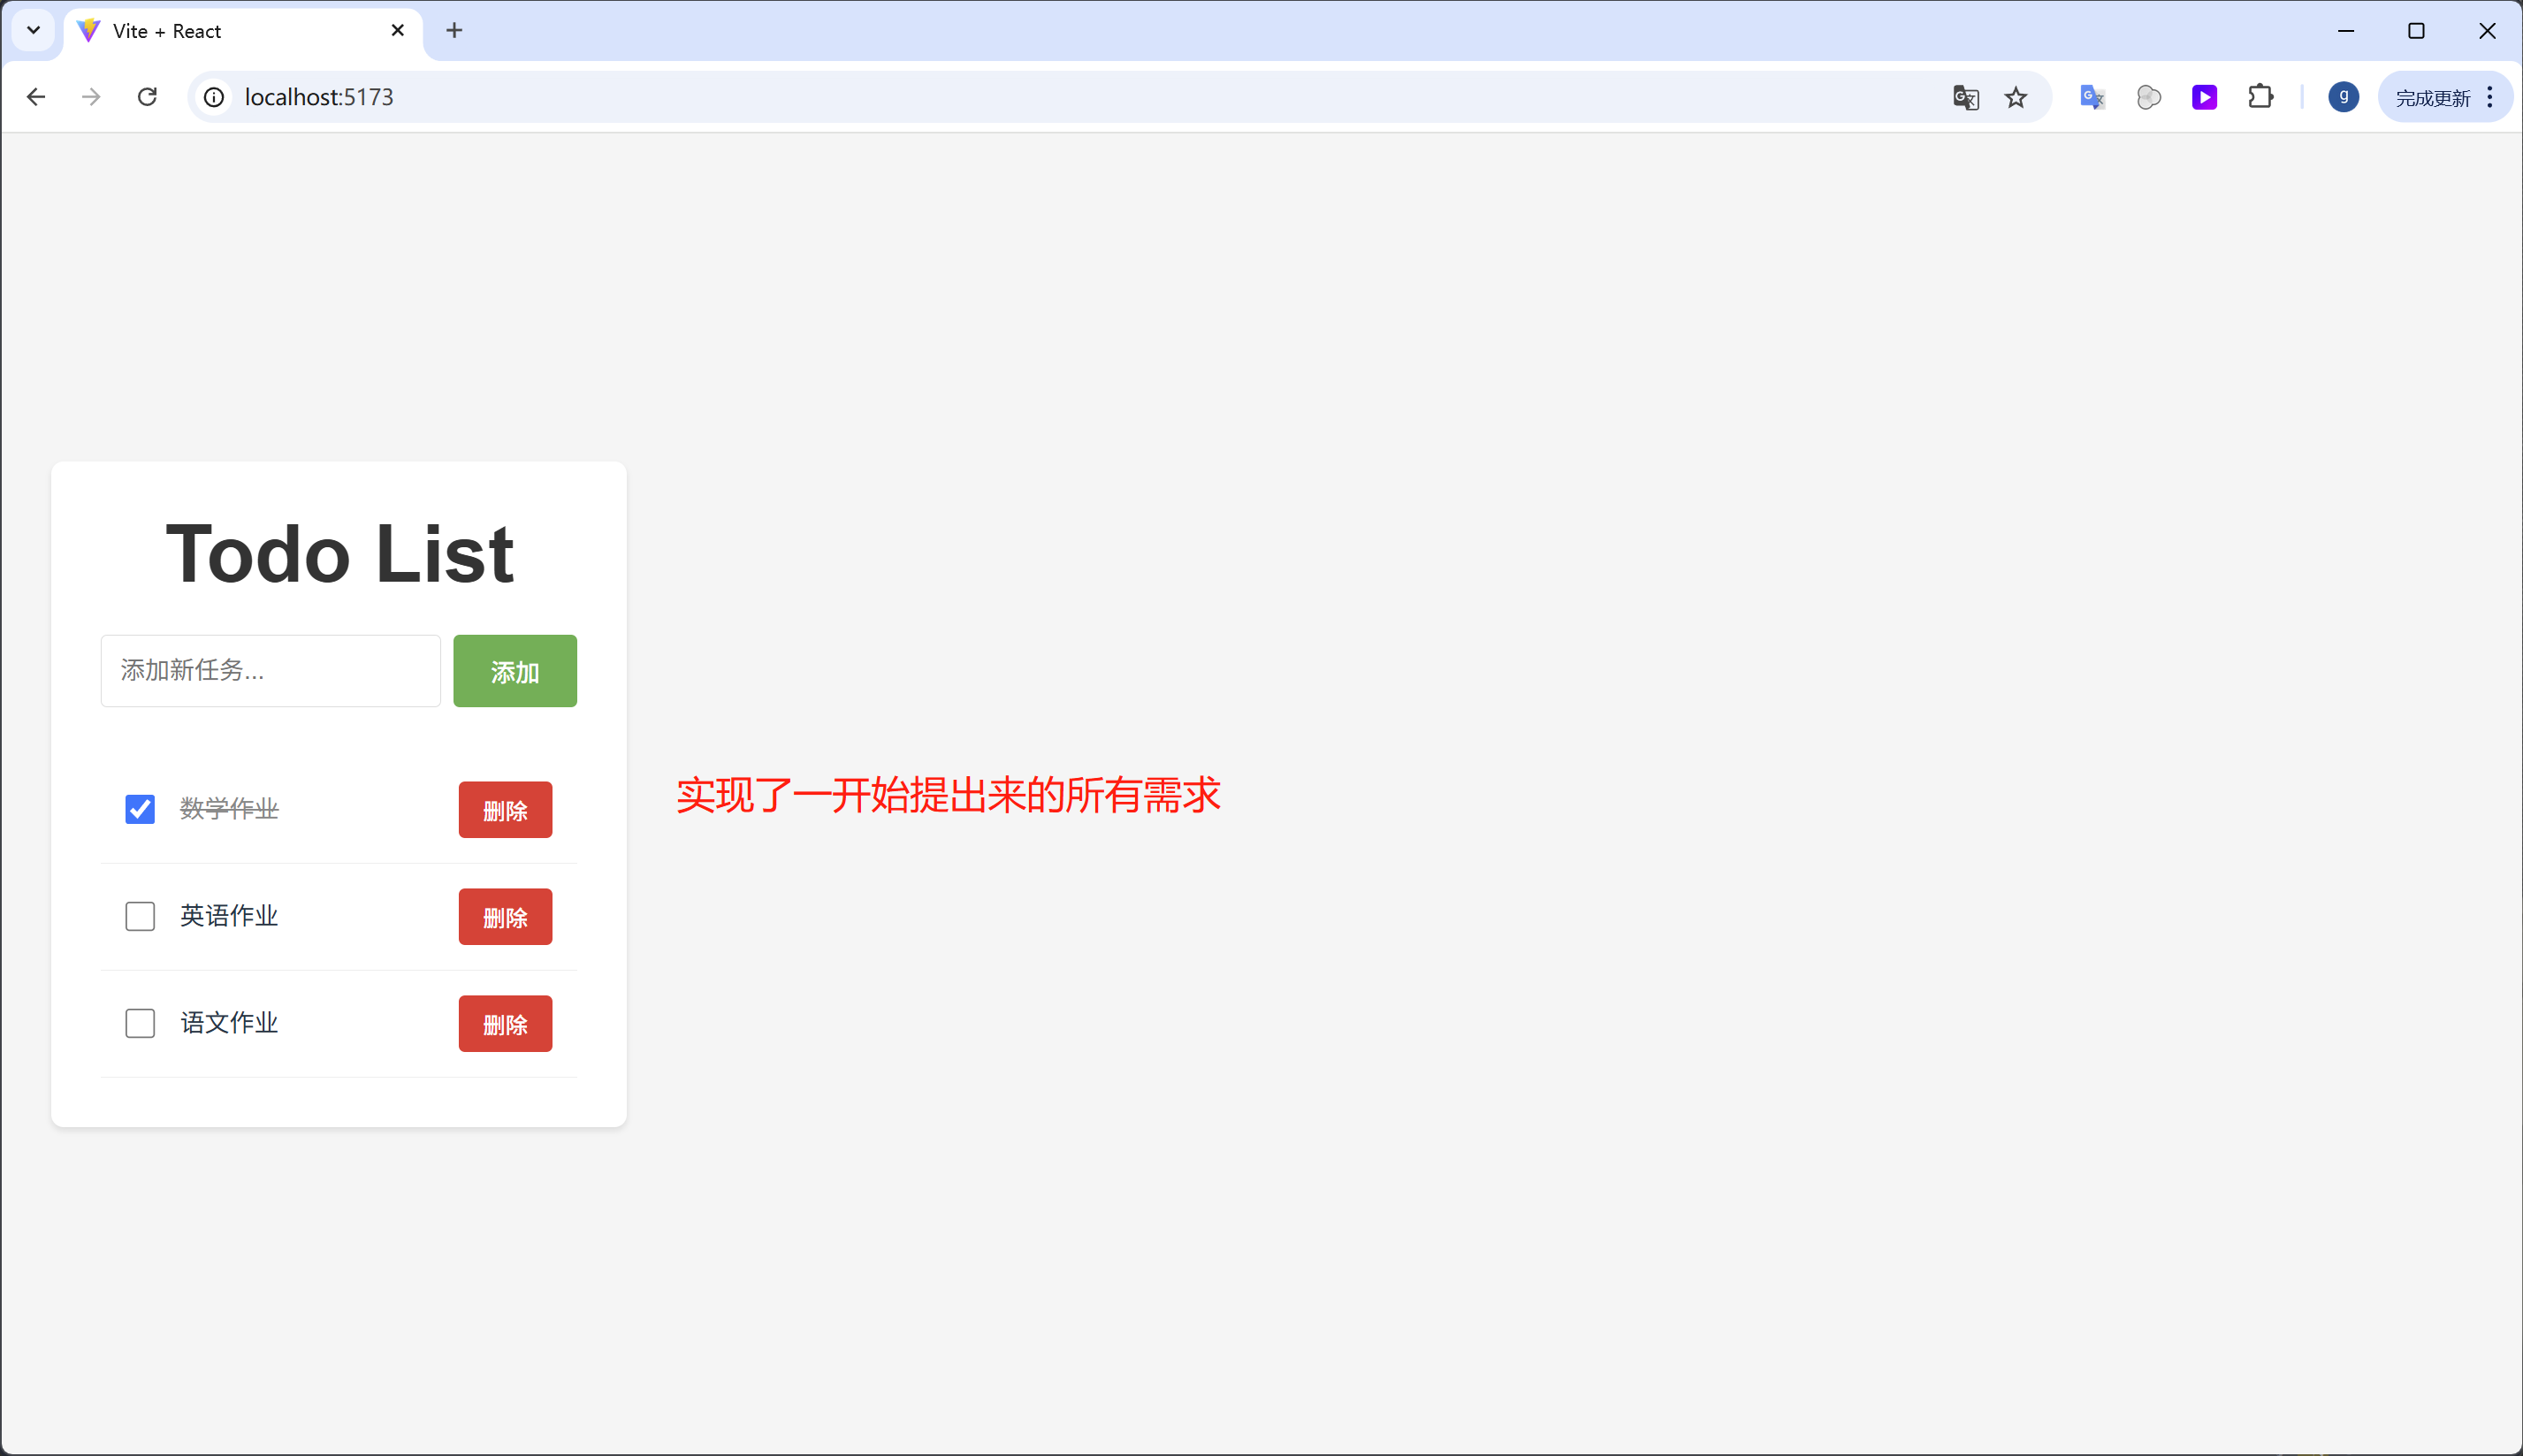 Vite + React
localhost:5173
g
完成更新
Todo List
添加新任务...
添加
数学作业
删除
实现了一开始提出来的所有需求
英语作业
删除
语文作业
删除